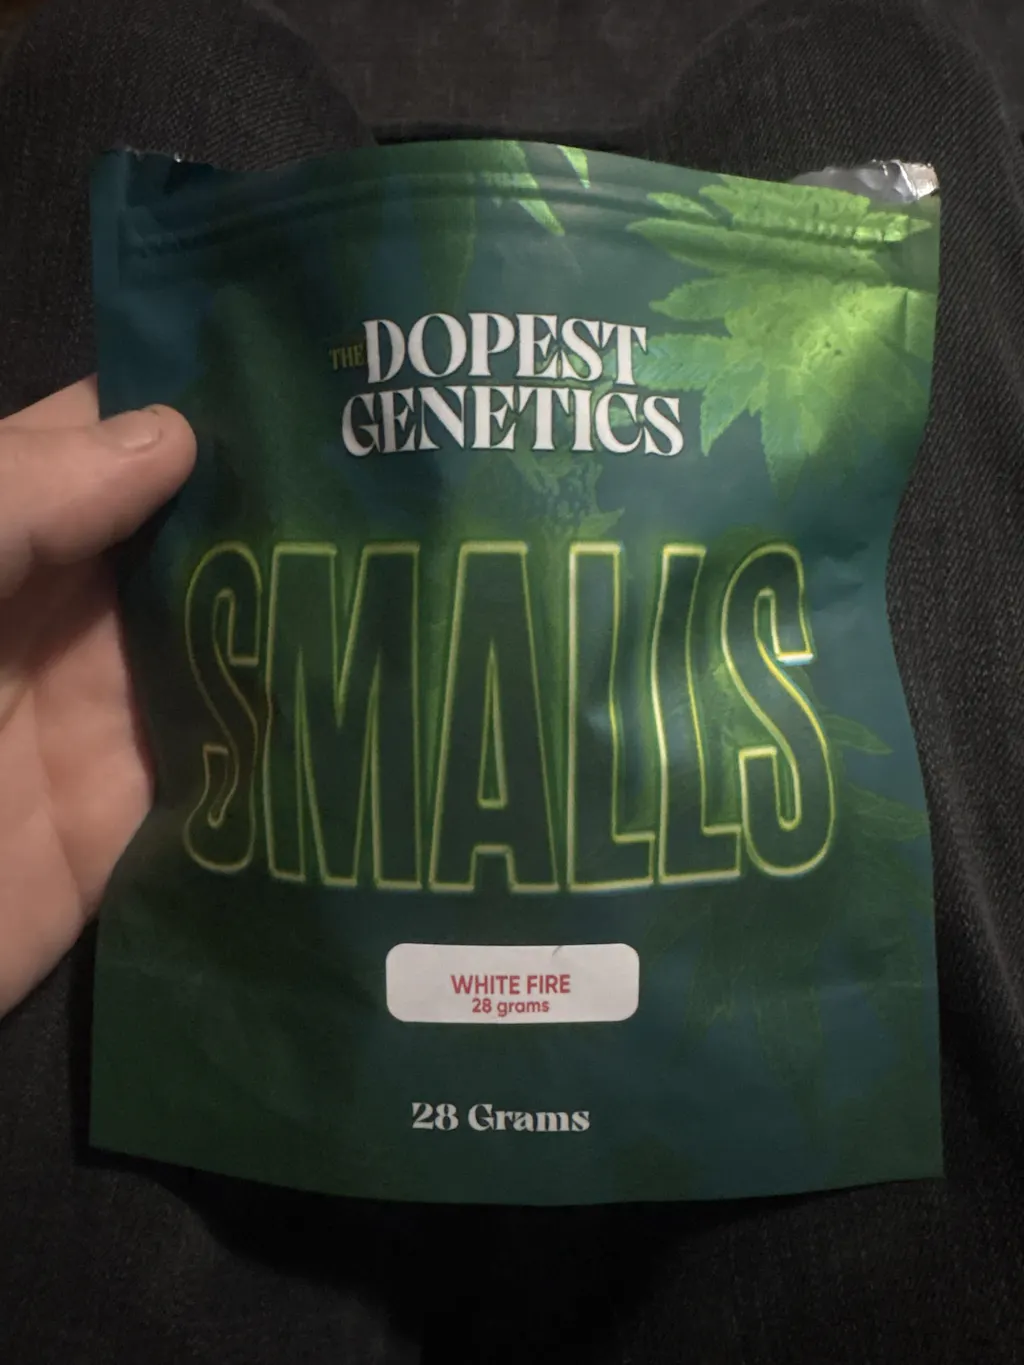 THE DOPEST
GENETICS
SMALLS
WHITE FIRE
28 grams
28 Grams